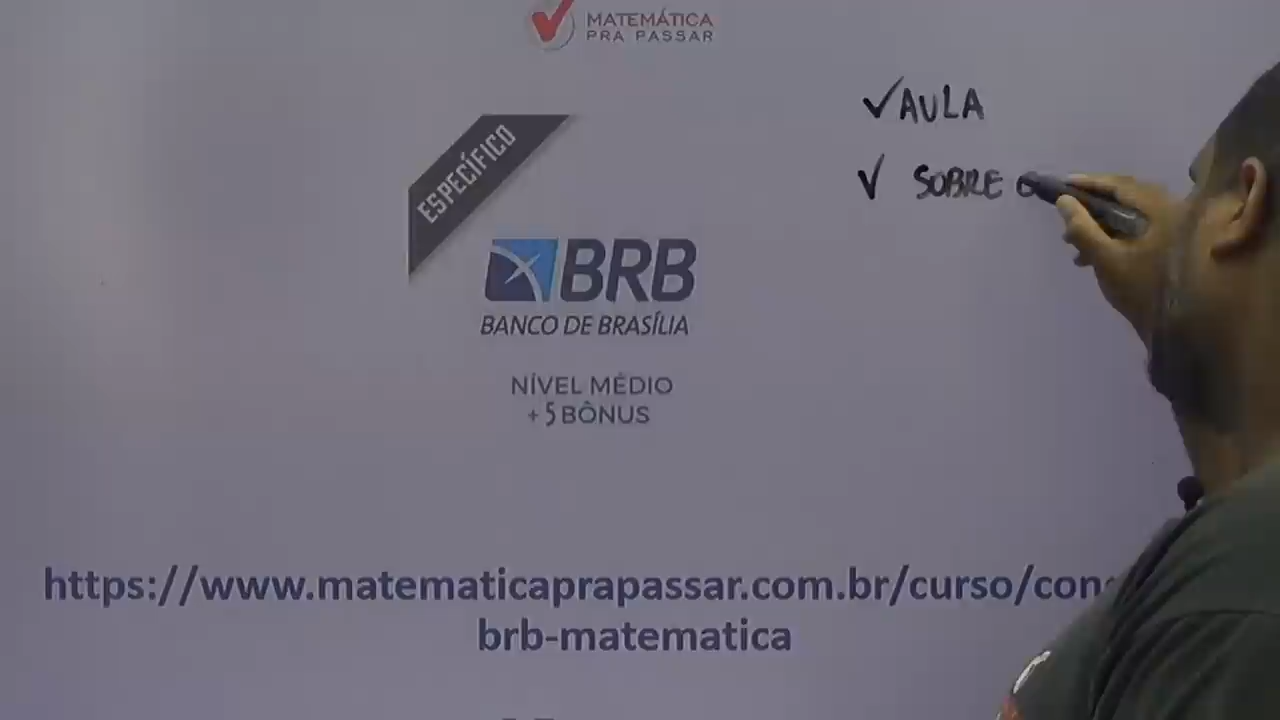 MATEMÁTICA
PRA PASSAR
✓ AULA
✓ SOBRE
ESPECÍFICO
BRB
BANCO DE BRASÍLIA
NÍVEL MÉDIO
+ 5 BÔNUS
https://www.matematicaprapassar.com.br/curso/con
brb-matematica